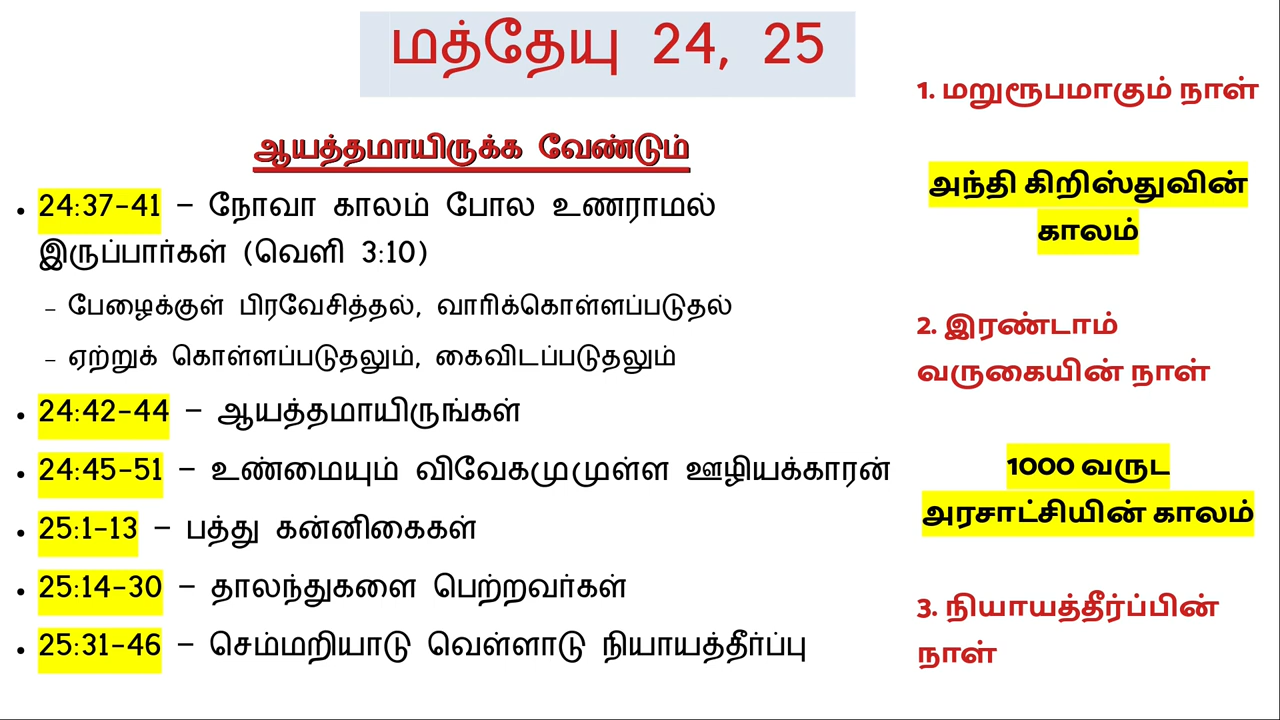 மத்தேயு 24, 25
ஆயத்தமாயிருக்க வேண்டும்
• 24:37-41 – நோவா காலம் போல உணராமல்
இருப்பார்கள் (வெளி 3:10)
– பேழைக்குள் பிரவேசித்தல், வாரிக்கொள்ளப்படுதல்
– ஏற்றுக் கொள்ளப்படுதலும், கைவிடப்படுதலும்
• 24:42-44 – ஆயத்தமாயிருங்கள்
• 24:45-51 – உண்மையும் விவேகமுமுள்ள ஊழியக்காரன்
• 25:1-13 – பத்து கன்னிகைகள்
• 25:14-30 – தாலந்துகளை பெற்றவர்கள்
• 25:31-46 – செம்மறியாடு வெள்ளாடு நியாயத்தீர்ப்பு
1. மறுரூபமாகும் நாள்
அந்தி கிறிஸ்துவின்
காலம்
2. இரண்டாம்
வருகையின் நாள்
1000 வருட
அரசாட்சியின் காலம்
3. நியாயத்தீர்ப்பின்
நாள்